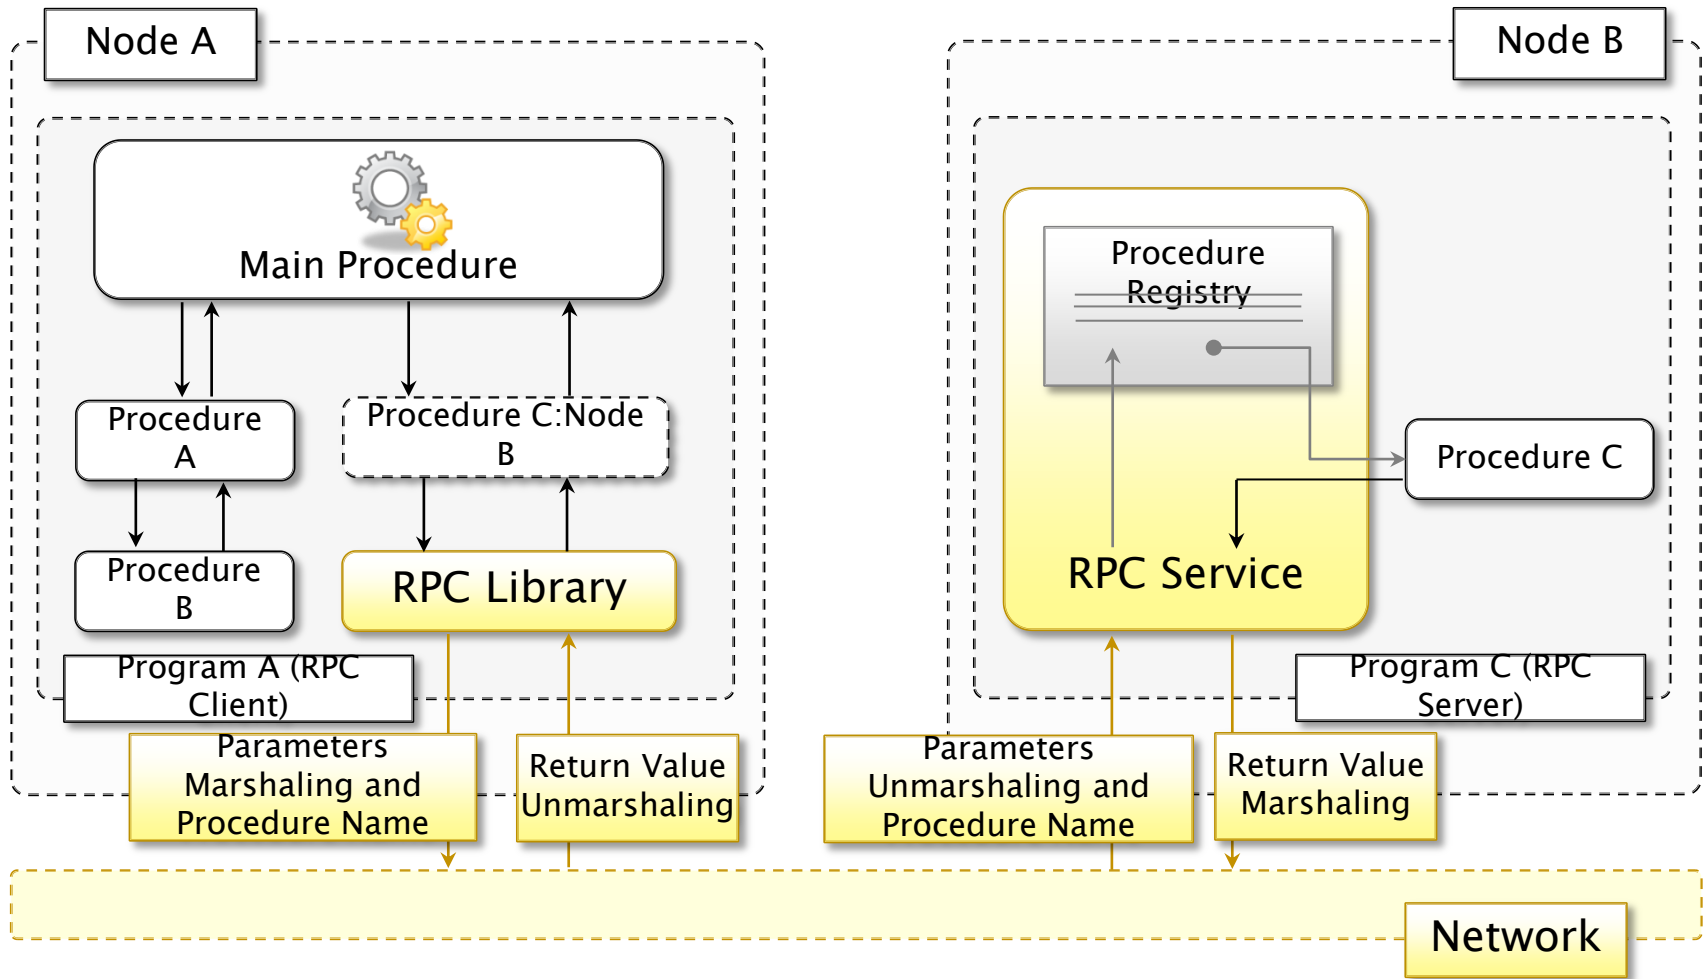 Node A
Node B
Main Procedure
Procedure
Registry
Procedure
A
Procedure C:Node
B
Procedure C
Procedure
B
RPC Library
RPC Service
Program A (RPC
Client)
Program C (RPC
Server)
Parameters
Marshaling and
Procedure Name
Return Value
Unmarshaling
Parameters
Unmarshaling and
Procedure Name
Return Value
Marshaling
Network